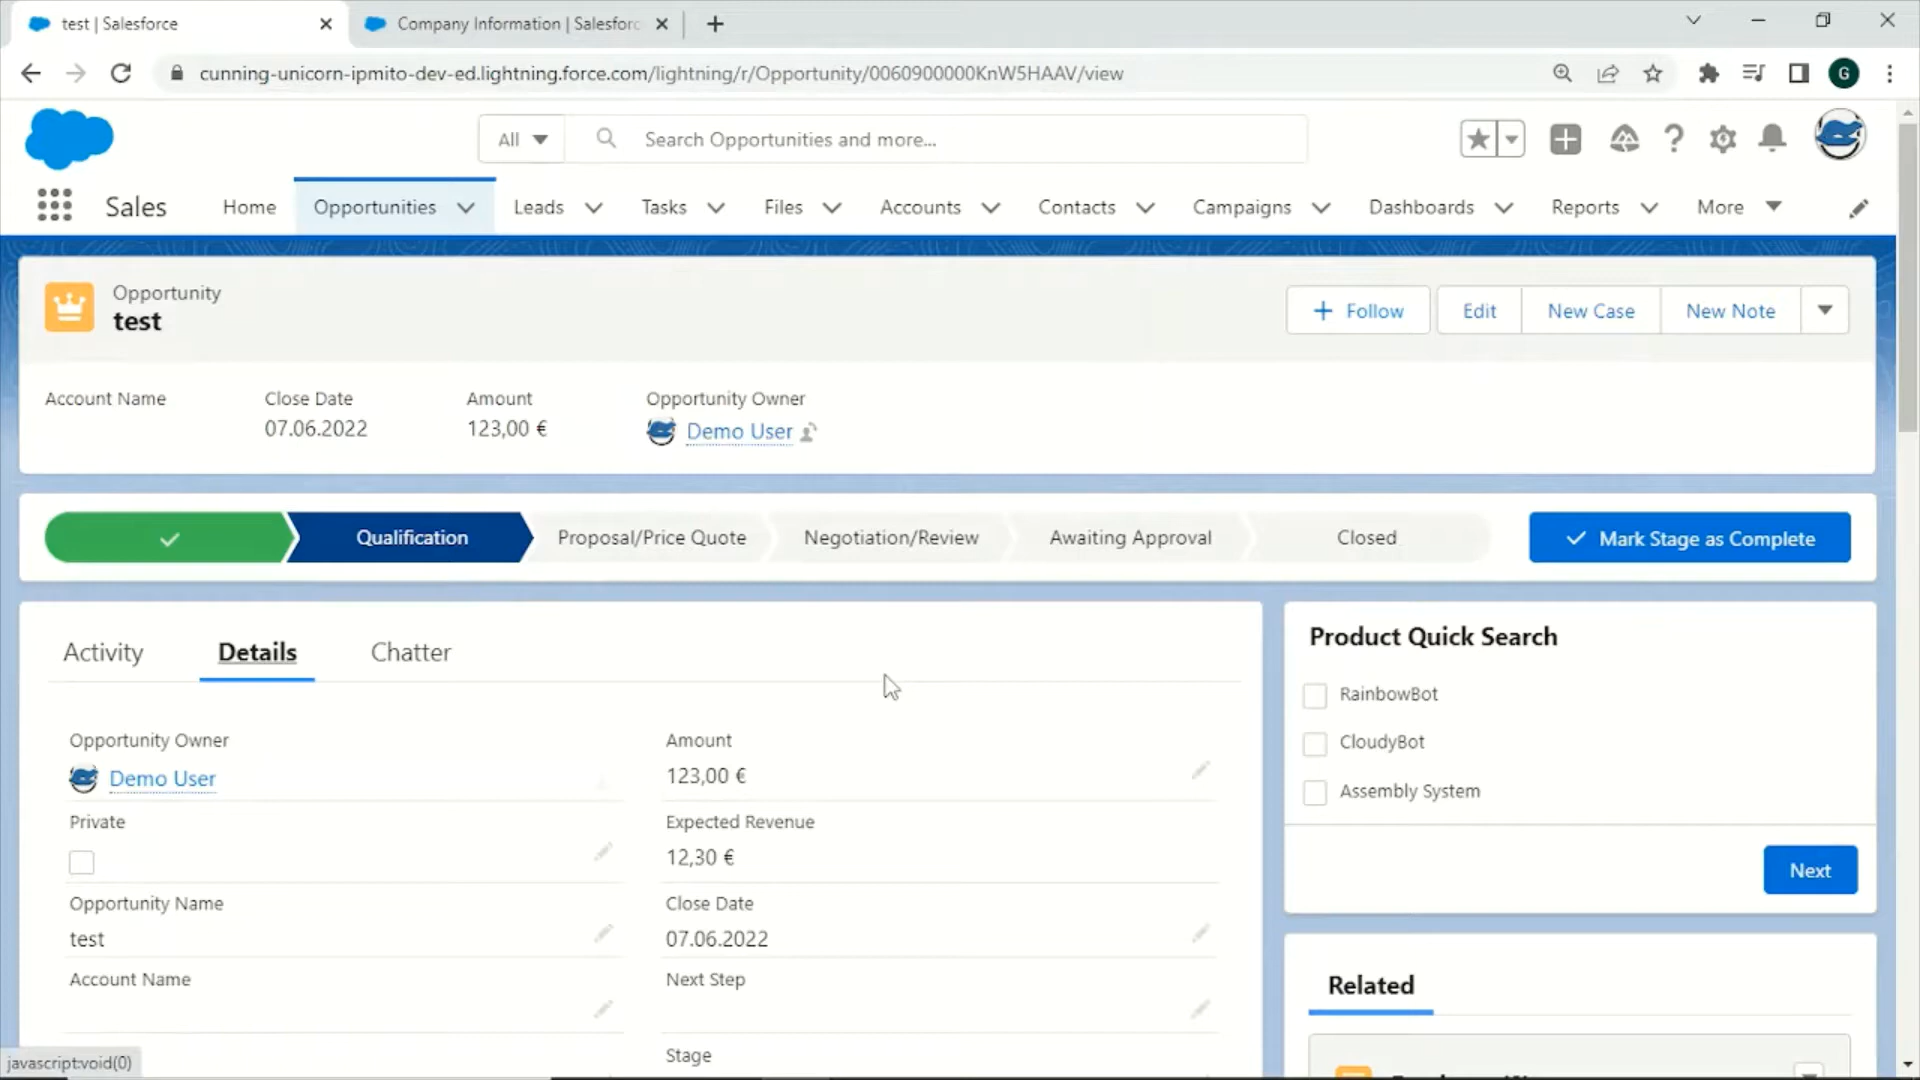 test | Salesforce
Company Information | Salesforc
cunning-unicorn-ipmito-dev-ed.lightning.force.com/lightning/r/Opportunity/0060900000KnW5HAAV/view
G
All
Search Opportunities and more...
Sales
Home
Opportunities
Leads
Tasks
Files
Accounts
Contacts
Campaigns
Dashboards
Reports
More
Opportunity
test
Follow
Edit
New Case
New Note
Account Name
Close Date
Amount
Opportunity Owner
07.06.2022
123,00 €
Demo User
Qualification
Proposal/Price Quote
Negotiation/Review
Awaiting Approval
Closed
Mark Stage as Complete
Activity
Details
Chatter
Opportunity Owner
Demo User
Private
Opportunity Name
test
Account Name
Amount
123,00 €
Expected Revenue
12,30 €
Close Date
07.06.2022
Next Step
Stage
Product Quick Search
RainbowBot
CloudyBot
Assembly System
Next
Related
javascript:void(0)